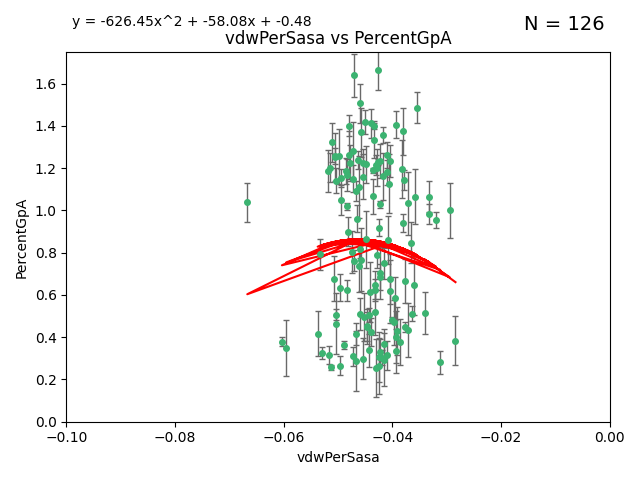 y = -626.45x^2 + -58.08x + -0.48
N = 126
vdwPerSasa vs PercentGpA
PercentGpA
1.6
1.4
1.2
1.0
0.8
0.6
0.4
0.2
0.0
−0.10 −0.08 −0.06 −0.04 −0.02 0.00
vdwPerSasa